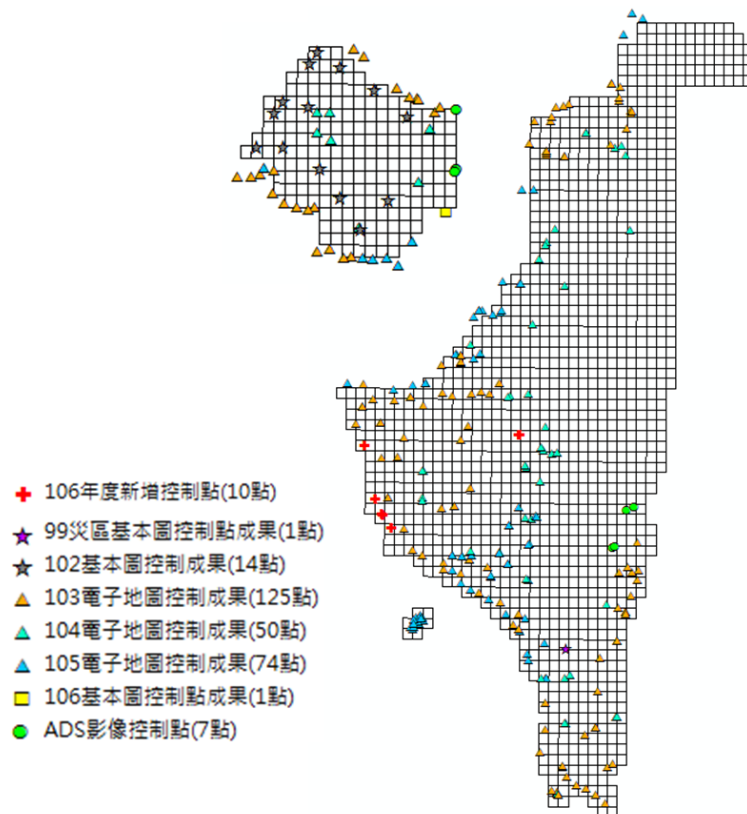 106年度新增控制點(10點)
99災區基本圖控制點成果(1點)
102基本圖控制成果(14點)
103電子地圖控制成果(125點)
104電子地圖控制成果(50點)
105電子地圖控制成果(74點)
106基本圖控制點成果(1點)
ADS影像控制點(7點)